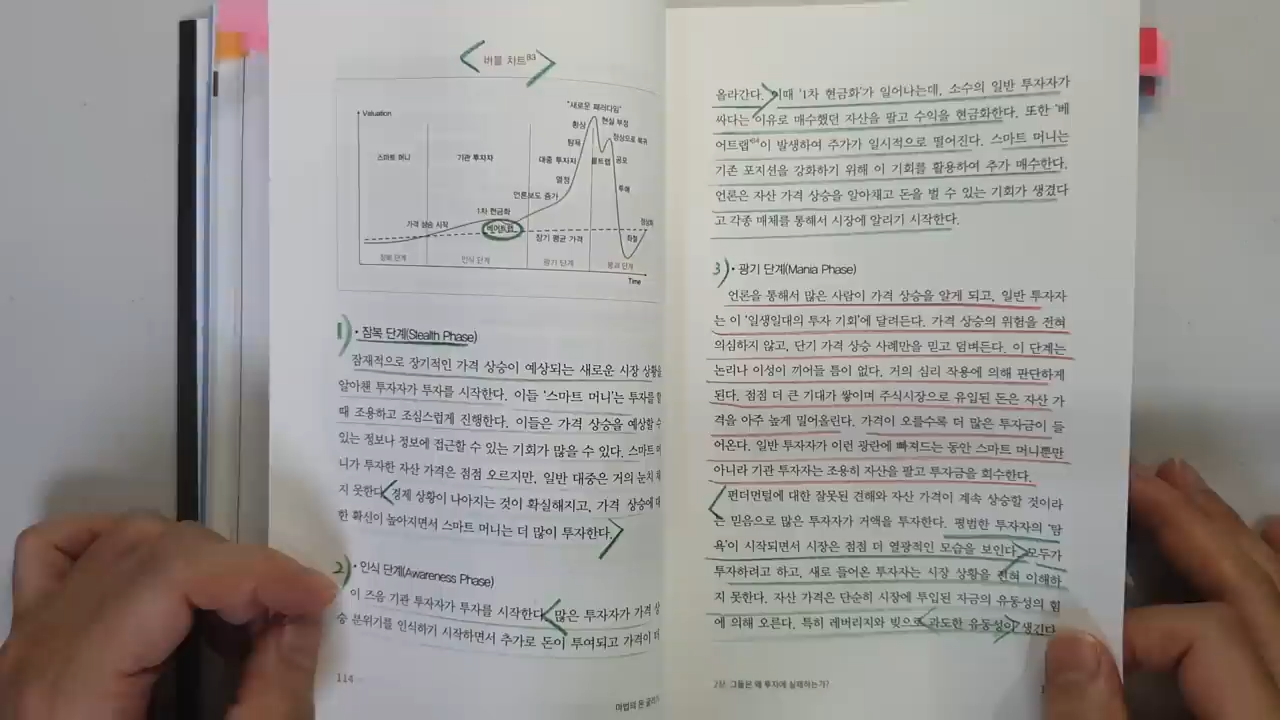 버블 차트83
Valuation
"새로운 패러다임"
환상
현실 부정
탐욕
정상으로 복귀
스마트 머니
기관 투자자
대중 투자자
불트랩
공포
열정
투매
언론보도 증가
1차 현금화
가격 상승 시작
베어트랩
장기 평균 가격
좌절
잠복 단계
인식 단계
광기 단계
붕괴 단계
Time
1) · 잠복 단계(Stealth Phase)
잠재적으로 장기적인 가격 상승이 예상되는 새로운 시장 상황을
알아챈 투자자가 투자를 시작한다. 이들 '스마트 머니'는 투자를 할
때 조용하고 조심스럽게 진행한다. 이들은 가격 상승을 예상할 수
있는 정보나 정보에 접근할 수 있는 기회가 많을 수 있다. 스마트 머
니가 투자한 자산 가격은 점점 오르지만, 일반 대중은 거의 눈치채
지 못한다. 경제 상황이 나아지는 것이 확실해지고, 가격 상승에 대
한 확신이 높아지면서 스마트 머니는 더 많이 투자한다.
2) · 인식 단계(Awareness Phase)
이 즈음 기관 투자자가 투자를 시작한다. 많은 투자자가 가격 상
승 분위기를 인식하기 시작하면서 추가로 돈이 투여되고 가격이 더
114
마법의 돈 굴리기
올라간다. 이때 '1차 현금화'가 일어나는데, 소수의 일반 투자자가
싸다는 이유로 매수했던 자산을 팔고 수익을 현금화한다. 또한 '베
어트랩84'이 발생하여 주가가 일시적으로 떨어진다. 스마트 머니는
기존 포지션을 강화하기 위해 이 기회를 활용하여 추가 매수한다.
언론은 자산 가격 상승을 알아채고 돈을 벌 수 있는 기회가 생겼다
고 각종 매체를 통해서 시장에 알리기 시작한다.
3) · 광기 단계(Mania Phase)
언론을 통해서 많은 사람이 가격 상승을 알게 되고, 일반 투자자
는 이 '일생일대의 투자 기회'에 달려든다. 가격 상승의 위험을 전혀
의심하지 않고, 단기 가격 상승 사례만을 믿고 덤벼든다. 이 단계는
논리나 이성이 끼어들 틈이 없다. 거의 심리 작용에 의해 판단하게
된다. 점점 더 큰 기대가 쌓이며 주식시장으로 유입된 돈은 자산 가
격을 아주 높게 밀어올린다. 가격이 오를수록 더 많은 투자금이 들
어온다. 일반 투자자가 이런 광란에 빠져드는 동안 스마트 머니뿐만
아니라 기관 투자자는 조용히 자산을 팔고 투자금을 회수한다.
펀더먼털에 대한 잘못된 견해와 자산 가격이 계속 상승할 것이라
는 믿음으로 많은 투자자가 거액을 투자한다. 평범한 투자자의 '탐
욕'이 시작되면서 시장은 점점 더 열광적인 모습을 보인다. 모두가
투자하려고 하고, 새로 들어온 투자자는 시장 상황을 전혀 이해하
지 못한다. 자산 가격은 단순히 시장에 투입된 자금의 유동성의 힘
에 의해 오른다. 특히 레버리지와 빚으로 과도한 유동성이 생긴다.
2장. 그들은 왜 투자에 실패하는가?